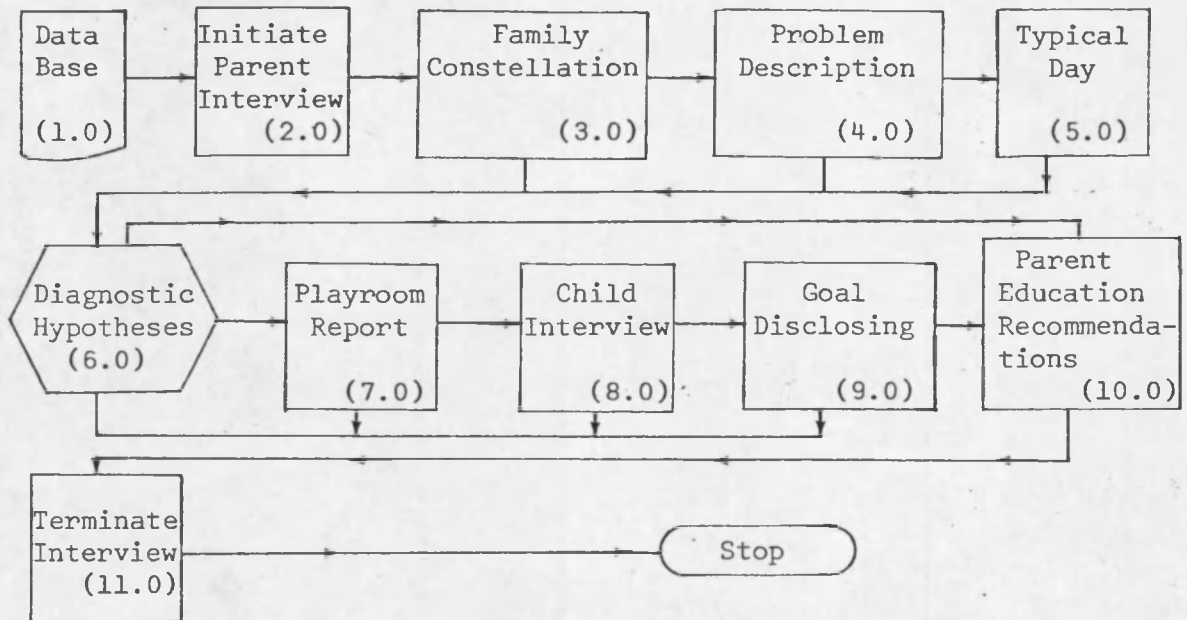 Data
Base
(1.0)
Initiate
Parent
Interview
(2.0)
Family
Constellation
(3.0)
Problem
Description
(4.0)
Typical
Day
(5.0)
Diagnostic
Hypotheses
(6.0)
Playroom
Report
(7.0)
Child
Interview
(8.0)
Goal
Disclosing
(9.0)
Parent
Education
Recommenda-
tions
(10.0)
Terminate
Interview
(11.0)
Stop